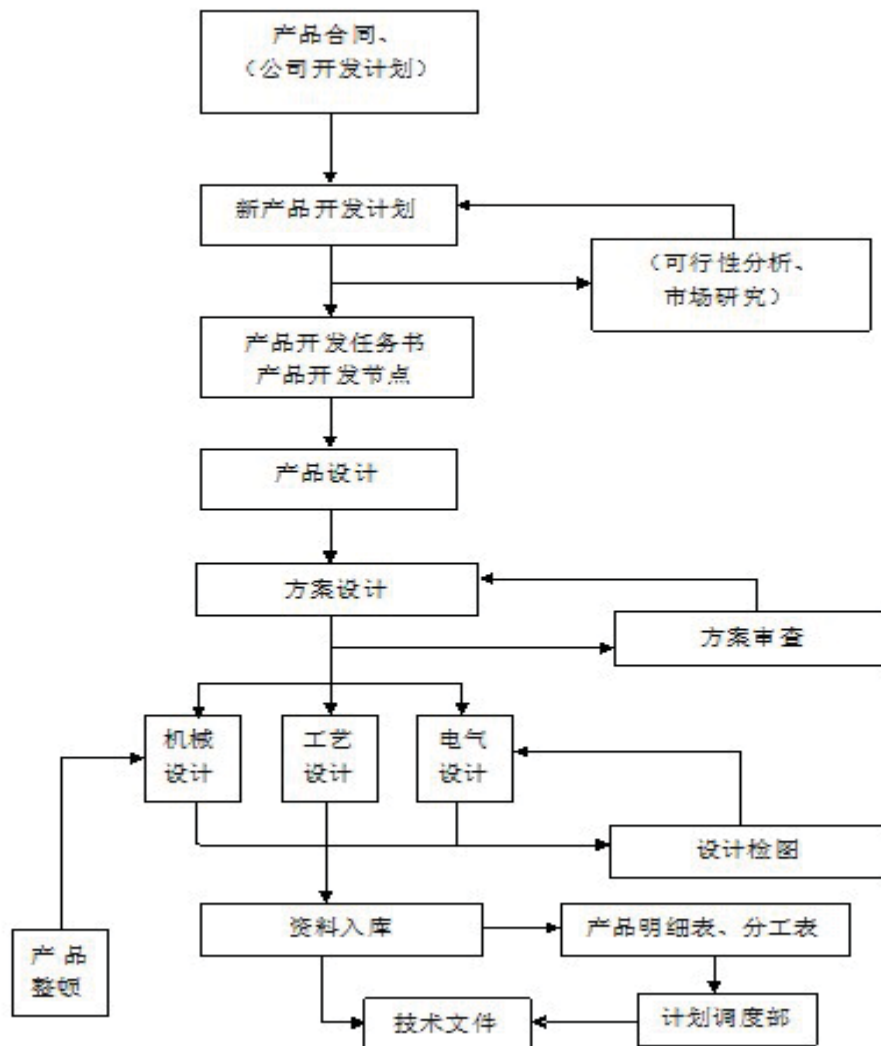 产品合同、
（公司开发计划）
新产品开发计划
（可行性分析、
市场研究）
产品开发任务书
产品开发节点
产品设计
方案设计
方案审查
机械
设计
工艺
设计
电气
设计
设计检图
资料入库
产品明细表、分工表
产品
整顿
技术文件
计划调度部